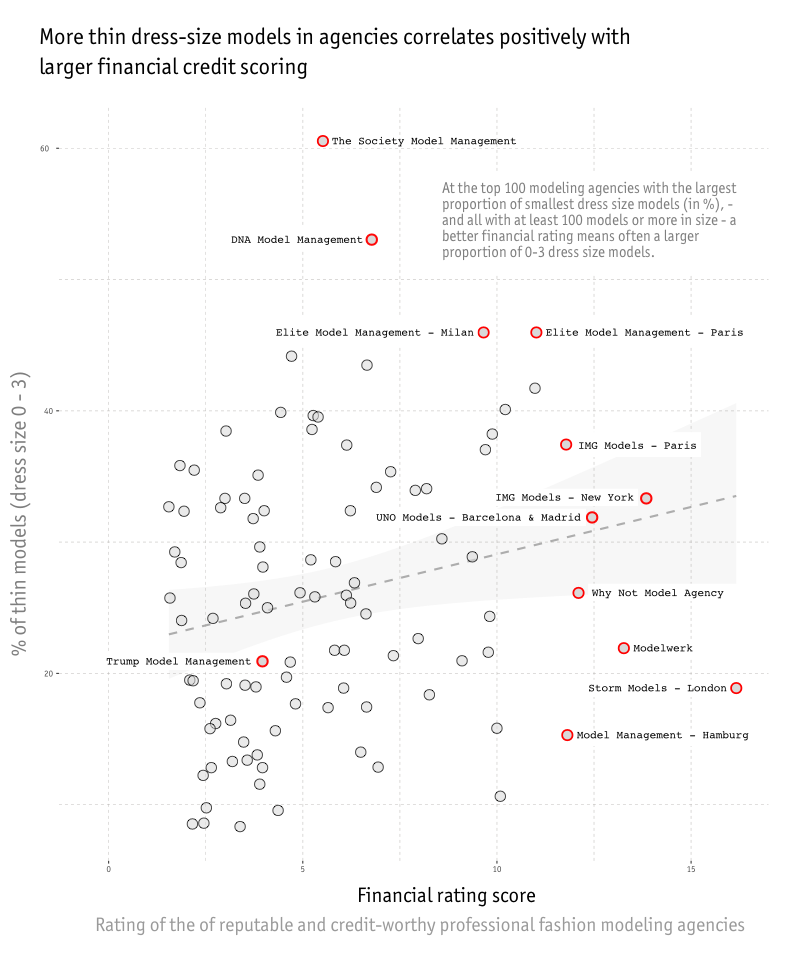 More thin dress-size models in agencies correlates positively with
larger financial credit scoring
60
The Society Model Management
At the top 100 modeling agencies with the largest
proportion of smallest dress size models (in %), -
and all with at least 100 models or more in size - a
better financial rating means often a larger
proportion of 0-3 dress size models.
DNA Model Management
Elite Model Management - Milan
Elite Model Management - Paris
40
IMG Models - Paris
IMG Models - New York
UNO Models - Barcelona & Madrid
Why Not Model Agency
Modelwerk
Trump Model Management
20
Storm Models - London
Model Management - Hamburg
% of thin models (dress size 0 - 3)
0
5
10
15
Financial rating score
Rating of the of reputable and credit-worthy professional fashion modeling agencies